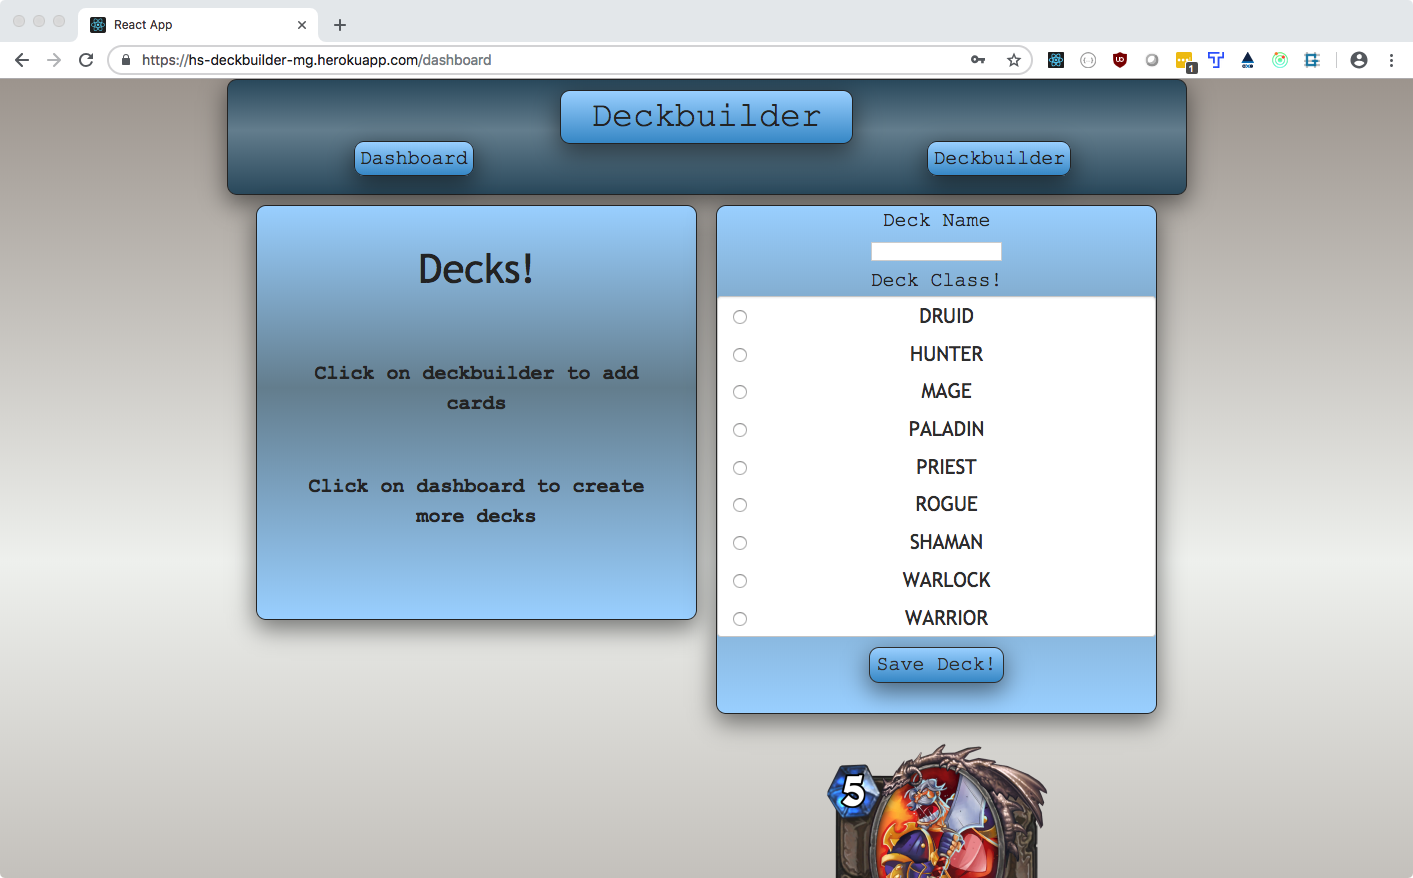 React App
https://hs-deckbuilder-mg.herokuapp.com/dashboard
1
Deckbuilder
Dashboard
Deckbuilder
Decks!
Click on deckbuilder to add
cards
Click on dashboard to create
more decks
Deck Name
Deck Class!
DRUID
HUNTER
MAGE
PALADIN
PRIEST
ROGUE
SHAMAN
WARLOCK
WARRIOR
Save Deck!
5